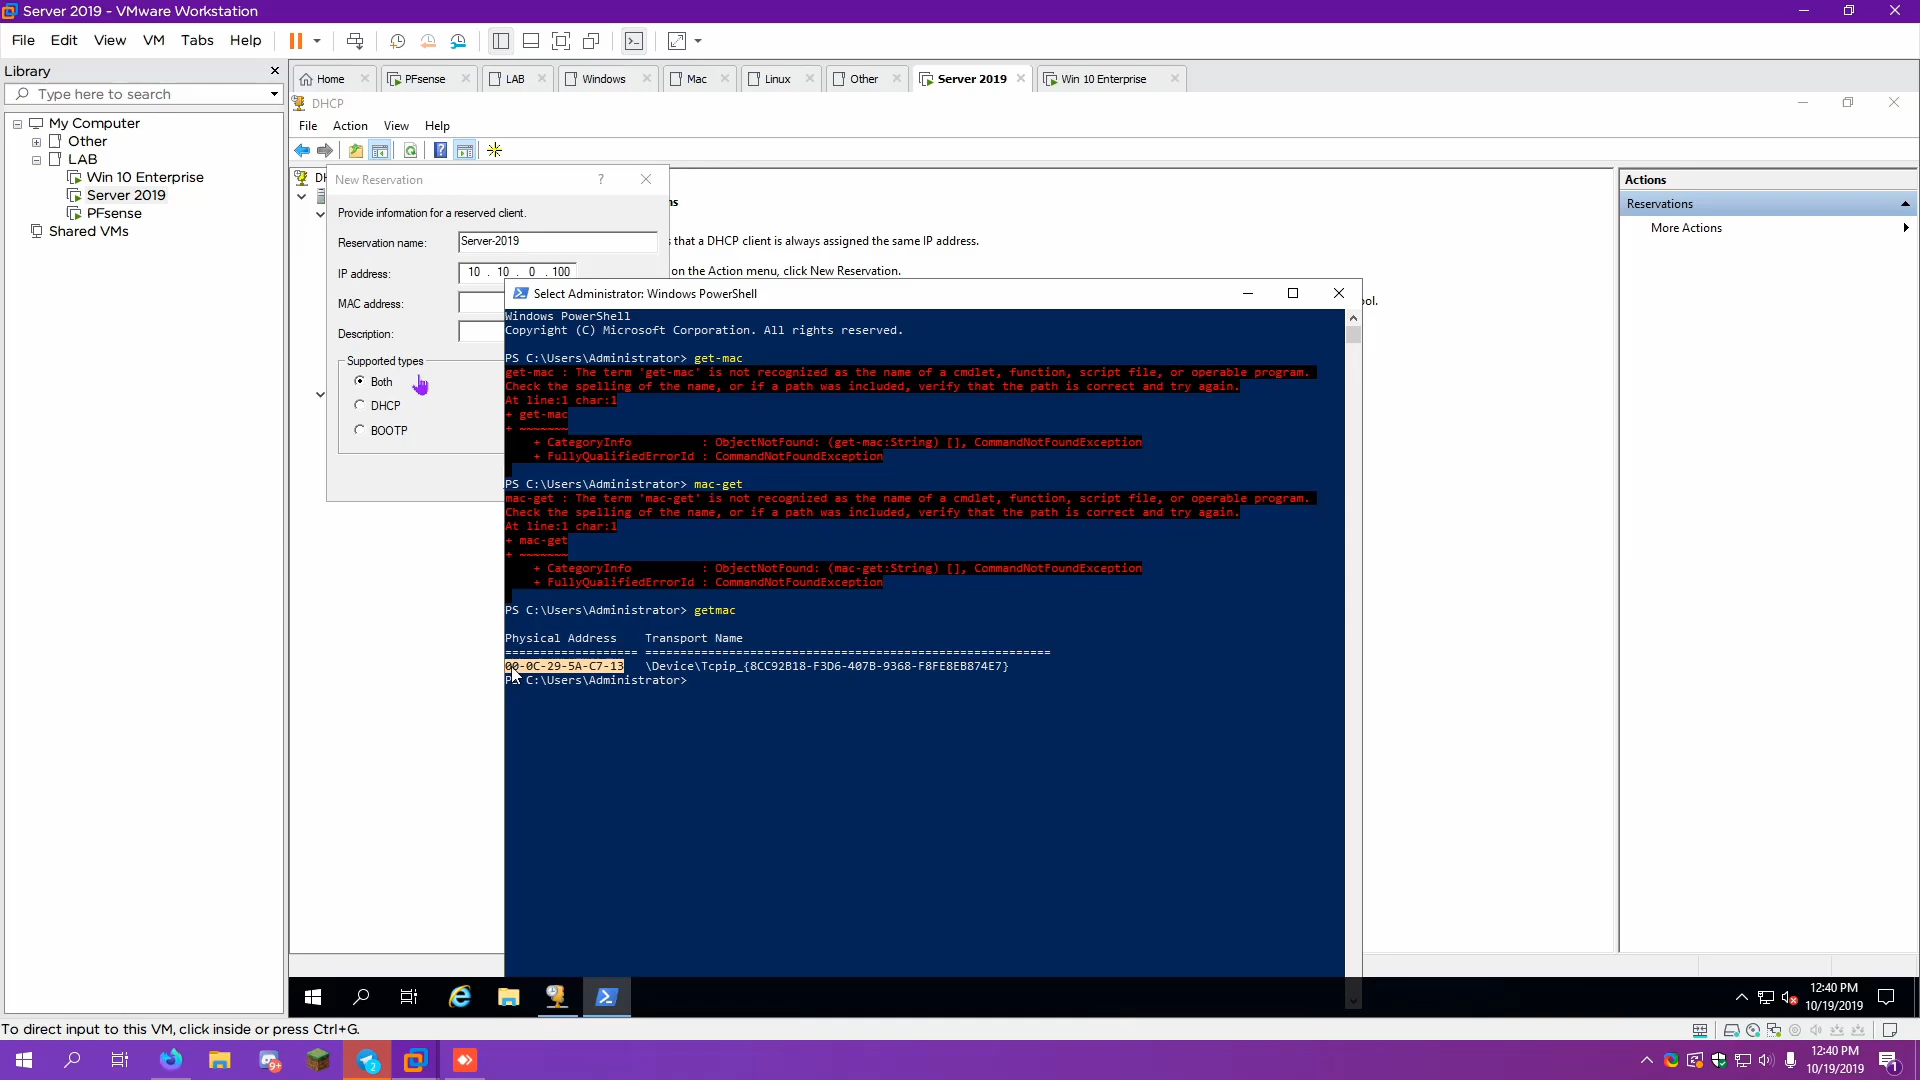 Server 2019 - VMware Workstation
File Edit View VM Tabs Help
Library
Type here to search
My Computer
Other
LAB
Win 10 Enterprise
Server 2019
PFsense
Shared VMs
Home PFsense LAB Windows Mac Linux Other Server 2019 Win 10 Enterprise
DHCP
File Action View Help
DH
New Reservation ?
Provide information for a reserved client.
Reservation name: Server-2019
IP address: 10 . 10 . 0 . 100
MAC address:
Description:
Supported types
Both
DHCP
BOOTP
ns
that a DHCP client is always assigned the same IP address.
on the Action menu, click New Reservation.
ool.
Actions
Reservations
More Actions
Select Administrator: Windows PowerShell
Windows PowerShell
Copyright (C) Microsoft Corporation. All rights reserved.
PS C:\Users\Administrator> get-mac
get-mac : The term 'get-mac' is not recognized as the name of a cmdlet, function, script file, or operable program.
Check the spelling of the name, or if a path was included, verify that the path is correct and try again.
At line:1 char:1
+ get-mac
+ ~~~~~~~
+ CategoryInfo : ObjectNotFound: (get-mac:String) [], CommandNotFoundException
+ FullyQualifiedErrorId : CommandNotFoundException
PS C:\Users\Administrator> mac-get
mac-get : The term 'mac-get' is not recognized as the name of a cmdlet, function, script file, or operable program.
Check the spelling of the name, or if a path was included, verify that the path is correct and try again.
At line:1 char:1
+ mac-get
+ ~~~~~~~
+ CategoryInfo : ObjectNotFound: (mac-get:String) [], CommandNotFoundException
+ FullyQualifiedErrorId : CommandNotFoundException
PS C:\Users\Administrator> getmac
Physical Address Transport Name
=================== ==========================================================
00-0C-29-5A-C7-13 \Device\Tcpip_{8CC92B18-F3D6-407B-9368-F8FE8EB874E7}
PS C:\Users\Administrator>
12:40 PM
10/19/2019
To direct input to this VM, click inside or press Ctrl+G.
9+
2
12:40 PM
10/19/2019
1